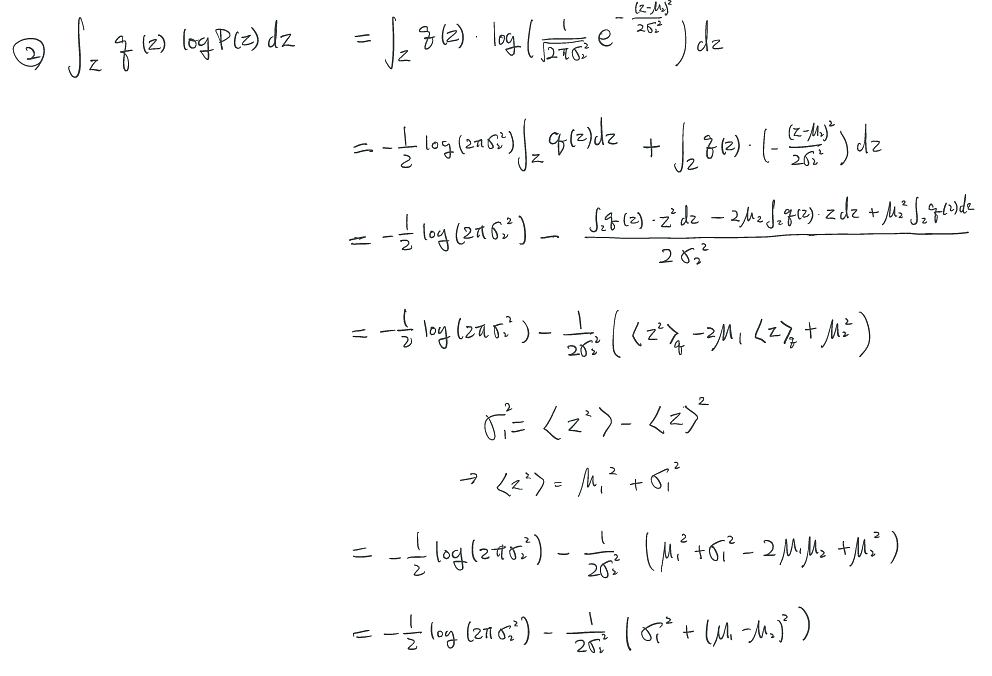 ② ∫_z q(z) log P(z) dz = ∫_z q(z) · log( 1/√(2πσ₂²) e^{-(z-μ₂)²/2σ₂²} ) dz
= -1/2 log(2πσ₂²) ∫_z q(z)dz + ∫_z q(z) · (-(z-μ₂)²/2σ₂²) dz
= -1/2 log(2πσ₂²) - (∫_z q(z) · z² dz - 2μ₂ ∫_z q(z) · z dz + μ₂² ∫_z q(z)dz) / 2σ₂²
= -1/2 log(2πσ₂²) - 1/2σ₂² ( ⟨z²⟩_q - 2μ₁ ⟨z⟩_q + μ₂² )
σ₁² = ⟨z²⟩ - ⟨z⟩²
→ ⟨z²⟩ = μ₁² + σ₁²
= -1/2 log(2πσ₂²) - 1/2σ₂² (μ₁² + σ₁² - 2μ₁μ₂ + μ₂²)
= -1/2 log(2πσ₂²) - 1/2σ₂² (σ₁² + (μ₁ - μ₂)²)